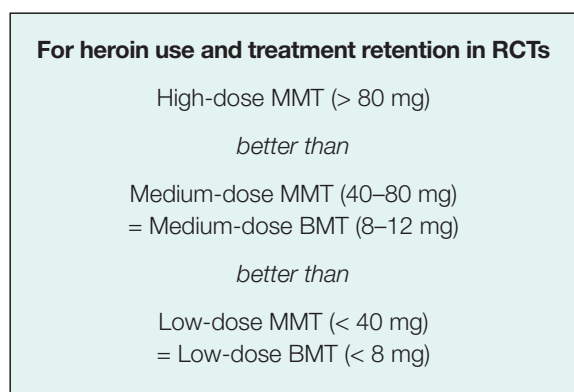 For heroin use and treatment retention in RCTs
High-dose MMT (> 80 mg)
better than
Medium-dose MMT (40–80 mg)
= Medium-dose BMT (8–12 mg)
better than
Low-dose MMT (< 40 mg)
= Low-dose BMT (< 8 mg)